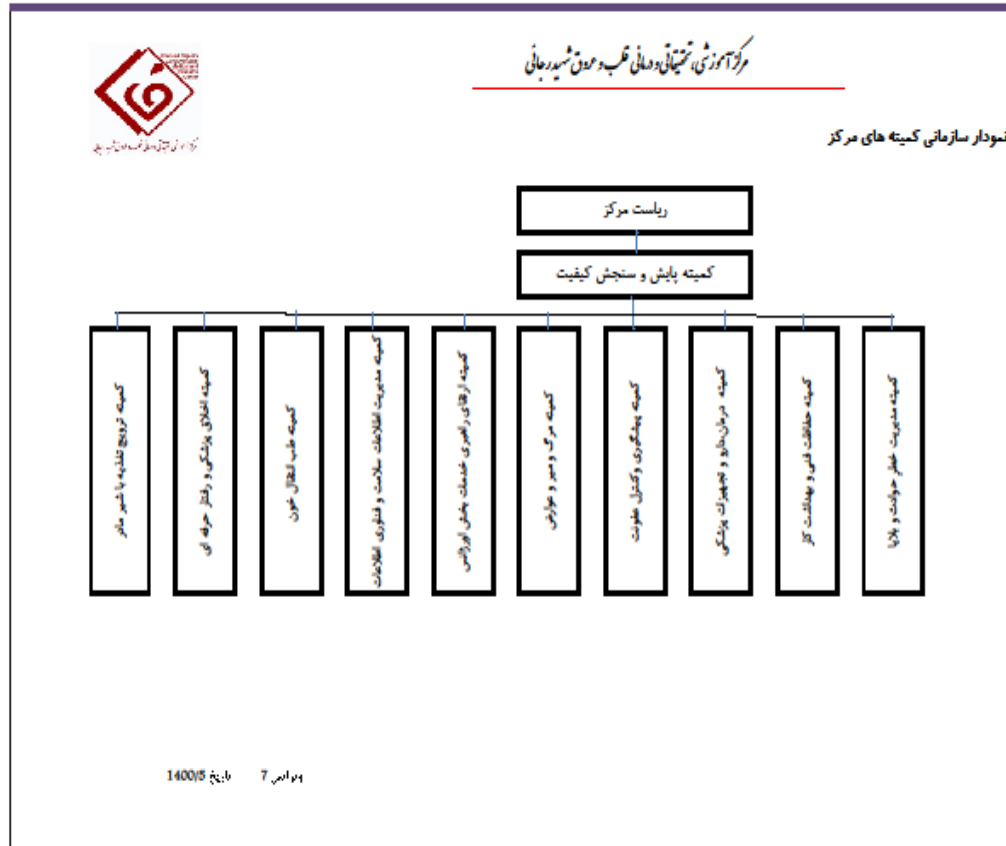 مرکز آموزشی، تحقیقاتی و درمانی قلب و عروق شهید رجائی
نمودار سازمانی کمیته های مرکز
ریاست مرکز
کمیته پایش و سنجش کیفیت
کمیته مدیریت خطر حوادث و بلایا
کمیته حفاظت فنی و بهداشت کار
کمیته درمان،دارو و تجهیزات پزشکی
کمیته پیشگیری وکنترل عفونت
کمیته مرگ ومیر و عوارض
کمیته ارتقای راهبری خدمات بخش اورژانس
کمیته مدیریت اطلاعات سلامت و فناوری اطلاعات
کمیته طب انتقال خون
کمیته اخلاق پزشکی و رفتار حرفه ای
کمیته ترویج تغذیه با شیر مادر
ویرایش 7 تاریخ 1400/5